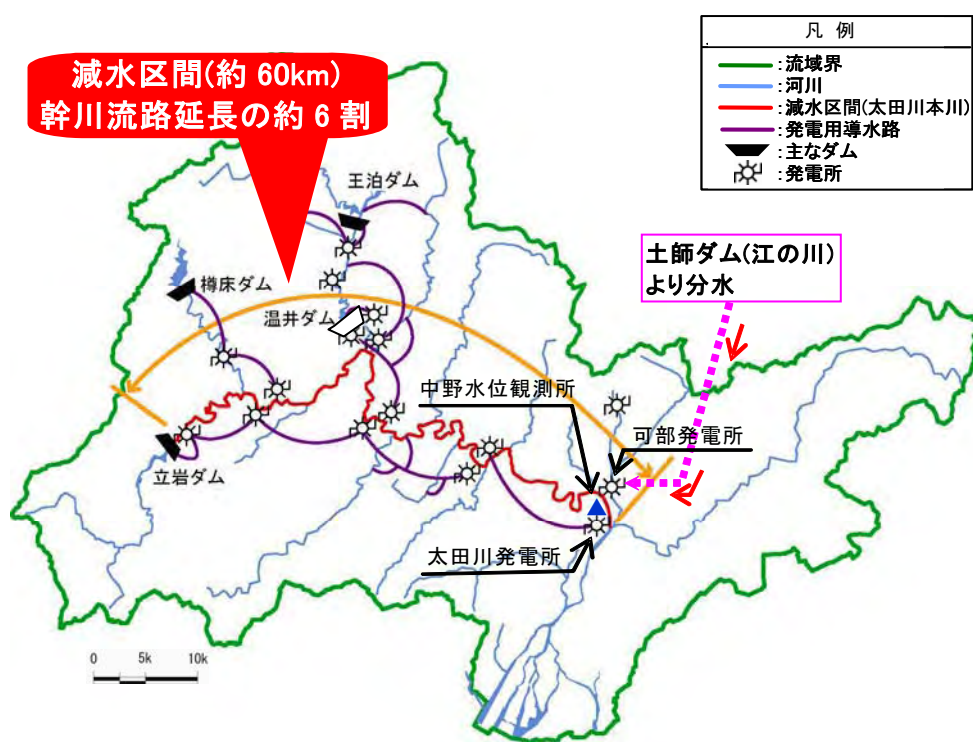 減水区間(約 60km)
幹川流路延長の約 6 割
凡 例
:流域界
:河川
:減水区間(太田川本川)
:発電用導水路
:主なダム
:発電所
王泊ダム
土師ダム(江の川)
より分水
樽床ダム
温井ダム
中野水位観測所
可部発電所
立岩ダム
太田川発電所
0 5k 10k